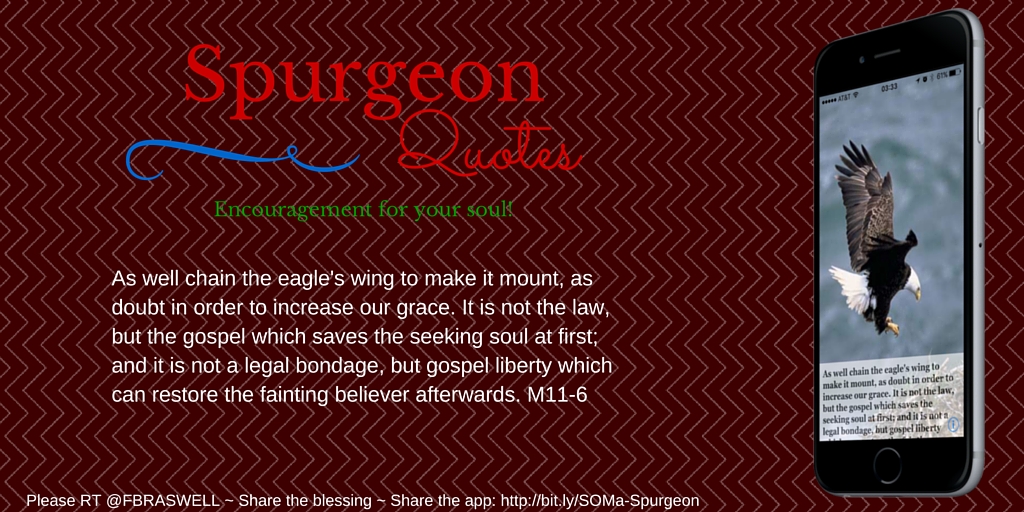 Spurgeon
Quotes
Encouragement for your soul!
As well chain the eagle's wing to make it mount, as
doubt in order to increase our grace. It is not the law,
but the gospel which saves the seeking soul at first;
and it is not a legal bondage, but gospel liberty which
can restore the fainting believer afterwards. M11-6
Please RT @FBRASWELL ~ Share the blessing ~ Share the app: http://bit.ly/SOMa-Spurgeon
AT&T 03:33 61%
As well chain the eagle's wing to
make it mount, as doubt in order to
increase our grace. It is not the law,
but the gospel which saves the
seeking soul at first; and it is not a
legal bondage, but gospel liberty